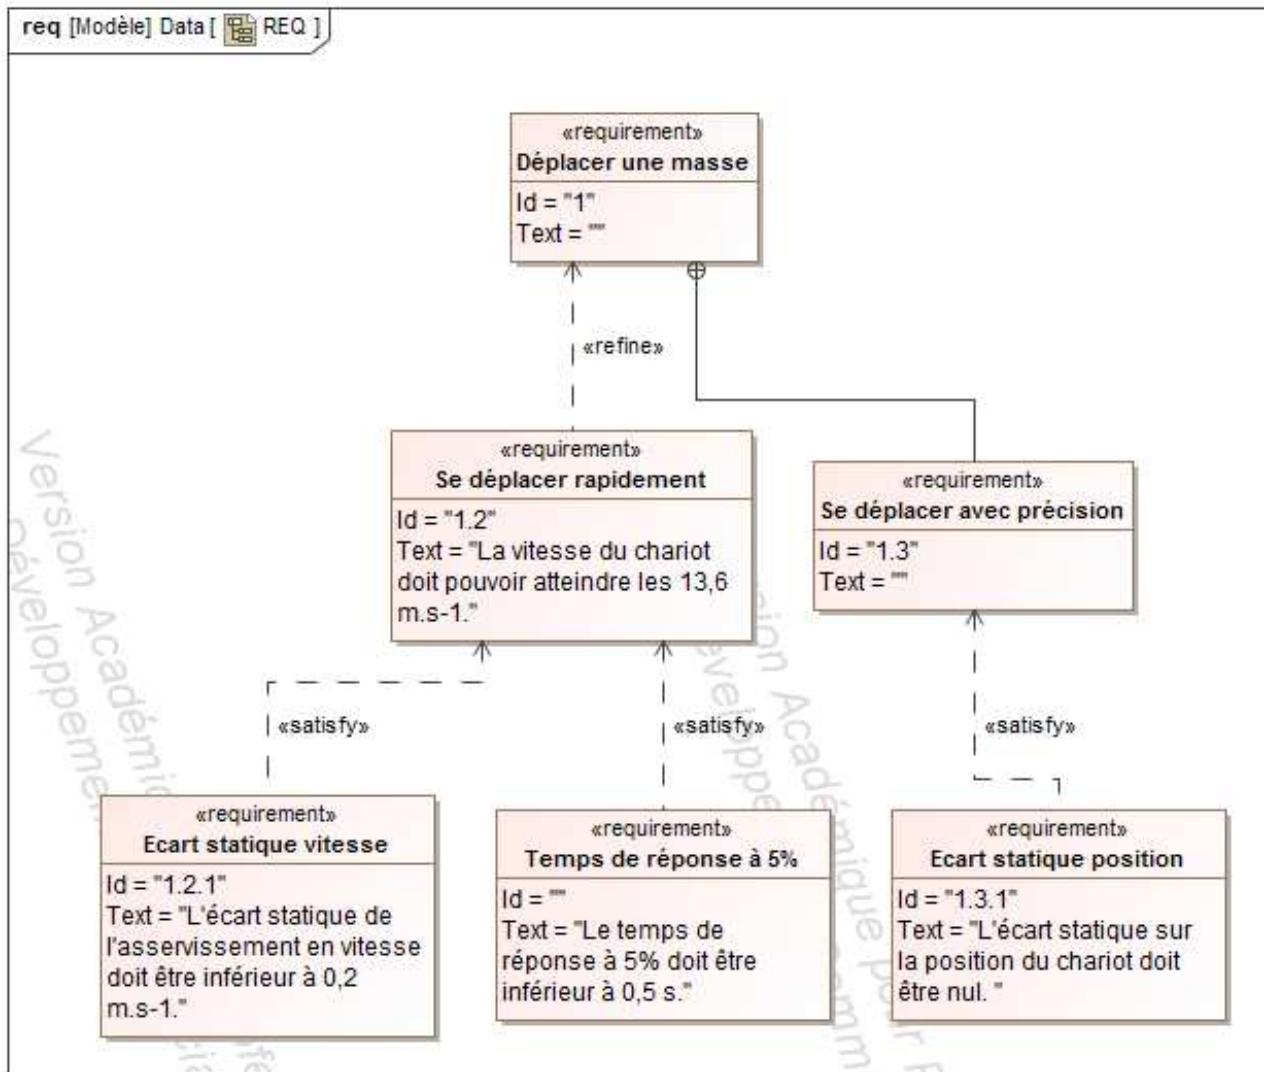 req [Modèle] Data [ REQ ]
«requirement»
Déplacer une masse
Id = "1"
Text = ""
«refine»
«requirement»
Se déplacer rapidement
Id = "1.2"
Text = "La vitesse du chariot
doit pouvoir atteindre les 13,6
m.s-1."
«requirement»
Se déplacer avec précision
Id = "1.3"
Text = ""
«satisfy»
«satisfy»
«satisfy»
«requirement»
Ecart statique vitesse
Id = "1.2.1"
Text = "L'écart statique de
l'asservissement en vitesse
doit être inférieur à 0,2
m.s-1."
«requirement»
Temps de réponse à 5%
Id = ""
Text = "Le temps de
réponse à 5% doit être
inférieur à 0,5 s."
«requirement»
Ecart statique position
Id = "1.3.1"
Text = "L'écart statique sur
la position du chariot doit
être nul. "
Version Académique
Développement
Académique pour